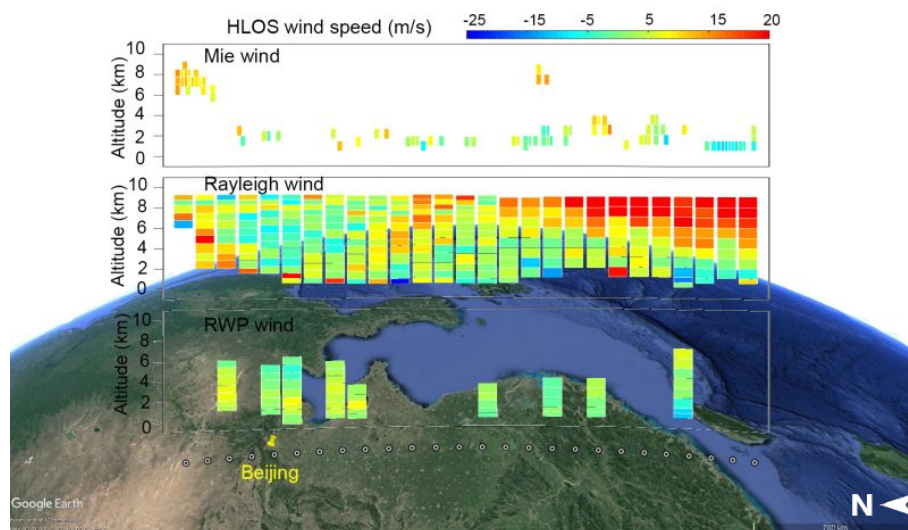 HLOS wind speed (m/s)
-25 -15 -5 5 15 20
Mie wind
Altitude (km)
10
8
6
4
2
0
Rayleigh wind
Altitude (km)
10
8
6
4
2
0
RWP wind
Altitude (km)
10
8
6
4
2
0
Beijing
Google Earth
N
780 km